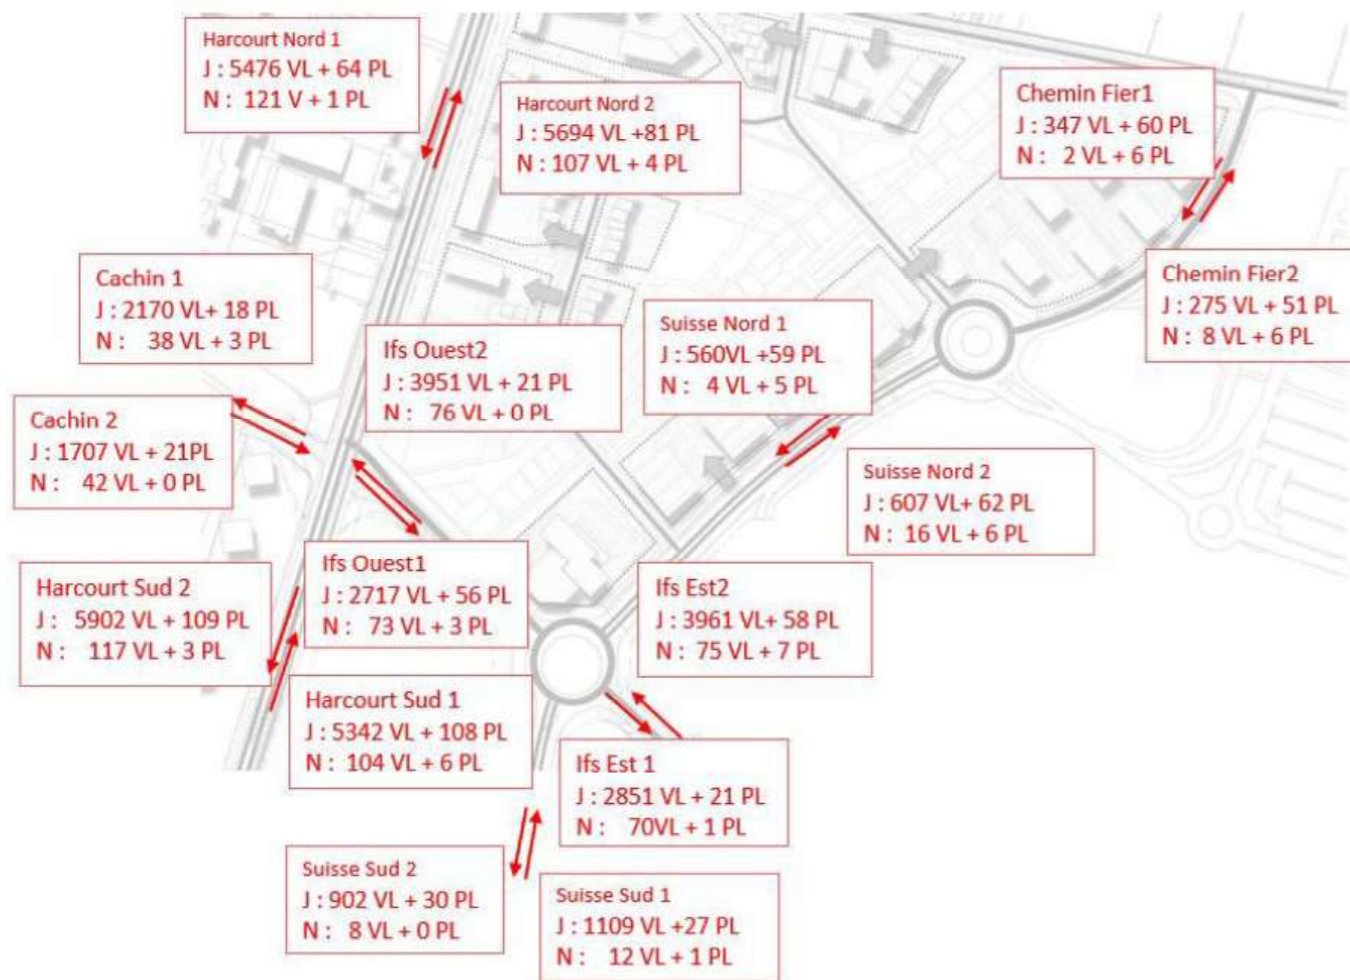 Harcourt Nord 1
J : 5476 VL + 64 PL
N :  121 V + 1 PL
Harcourt Nord 2
J : 5694 VL +81 PL
N : 107 VL + 4 PL
Chemin Fier1
J : 347 VL + 60 PL
N :   2 VL + 6 PL
Cachin 1
J : 2170 VL+ 18 PL
N :    38 VL + 3 PL
Chemin Fier2
J : 275 VL + 51 PL
N :   8 VL + 6 PL
Ifs Ouest2
J : 3951 VL + 21 PL
N :   76 VL + 0 PL
Suisse Nord 1
J : 560VL +59 PL
N :   4 VL + 5 PL
Cachin 2
J : 1707 VL + 21PL
N :   42 VL + 0 PL
Suisse Nord 2
J : 607 VL+ 62 PL
N :  16 VL + 6 PL
Harcourt Sud 2
J :  5902 VL + 109 PL
N :   117 VL + 3 PL
Ifs Ouest1
J : 2717 VL + 56 PL
N :   73 VL + 3 PL
Ifs Est2
J : 3961 VL+ 58 PL
N :   75 VL + 7 PL
Harcourt Sud 1
J : 5342 VL + 108 PL
N :  104 VL + 6 PL
Ifs Est 1
J : 2851 VL + 21 PL
N :   70VL + 1 PL
Suisse Sud 2
J : 902 VL + 30 PL
N :   8 VL + 0 PL
Suisse Sud 1
J : 1109 VL +27 PL
N :    12 VL + 1 PL